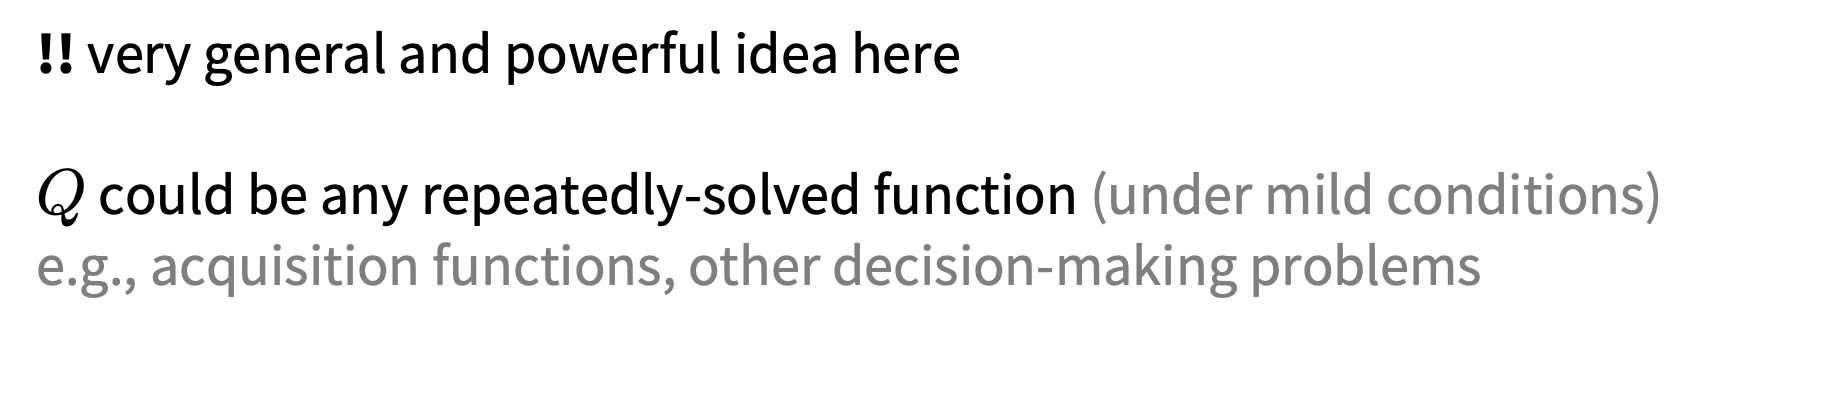 !! very general and powerful idea here
Q could be any repeatedly-solved function (under mild conditions)
e.g., acquisition functions, other decision-making problems